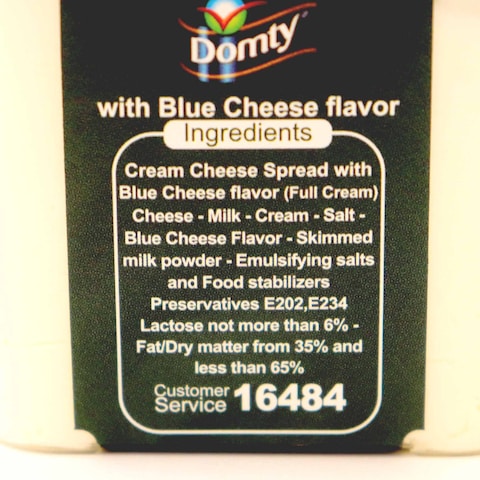 Domty
with Blue Cheese flavor
Ingredients
Cream Cheese Spread with
Blue Cheese flavor (Full Cream)
Cheese - Milk - Cream - Salt -
Blue Cheese Flavor - Skimmed
milk powder - Emulsifying salts
and Food stabilizers
Preservatives E202,E234
Lactose not more than 6% -
Fat/Dry matter from 35% and
less than 65%
Customer
Service 16484